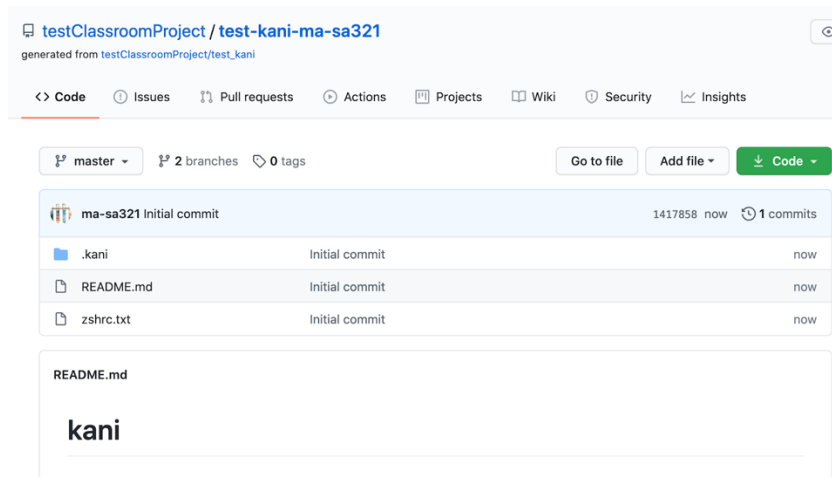 testClassroomProject / test-kani-ma-sa321
generated from testClassroomProject/test_kani
<> Code Issues Pull requests Actions Projects Wiki Security Insights
master 2 branches 0 tags Go to file Add file Code
ma-sa321 Initial commit 1417858 now 1 commits
.kani Initial commit now
README.md Initial commit now
zshrc.txt Initial commit now
README.md
kani